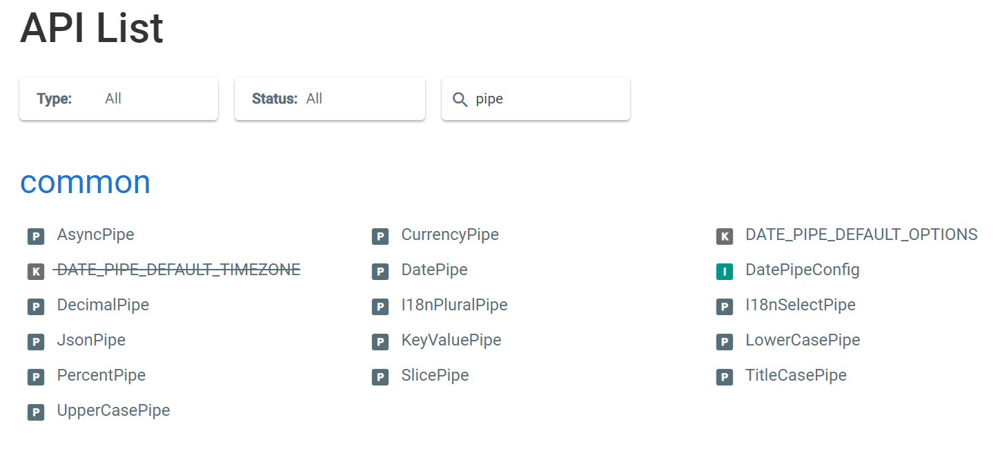 API List
Type: All Status: All pipe
common
P AsyncPipe P CurrencyPipe K DATE_PIPE_DEFAULT_OPTIONS
K DATE_PIPE_DEFAULT_TIMEZONE P DatePipe I DatePipeConfig
P DecimalPipe P I18nPluralPipe P I18nSelectPipe
P JsonPipe P KeyValuePipe P LowerCasePipe
P PercentPipe P SlicePipe P TitleCasePipe
P UpperCasePipe